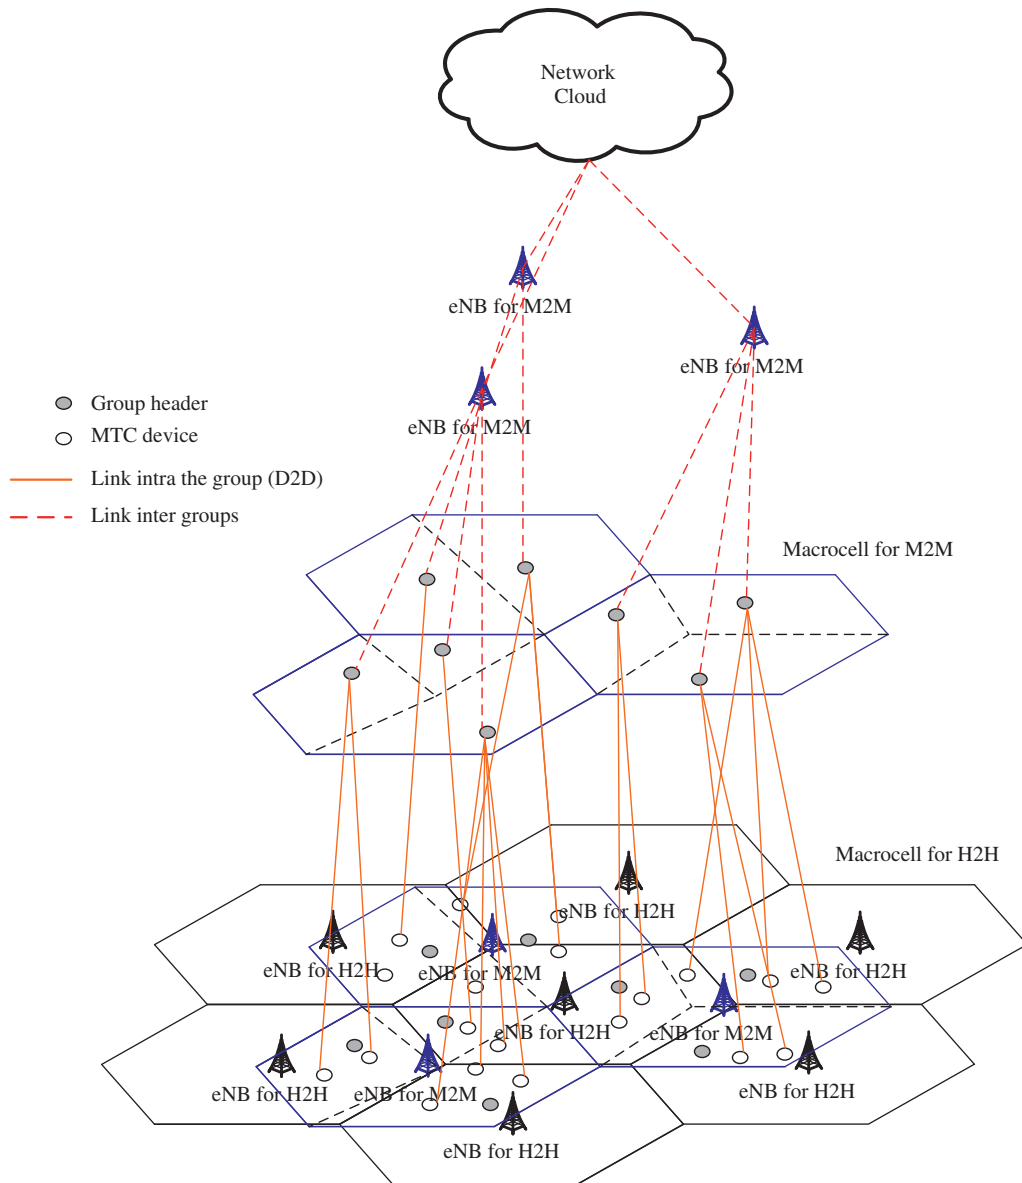 Network
Cloud
eNB for M2M
eNB for M2M
eNB for M2M
Group header
MTC device
Link intra the group (D2D)
Link inter groups
Macrocell for M2M
Macrocell for H2H
eNB for H2H
eNB for H2H
eNB for M2M
eNB for H2H
eNB for H2H
eNB for M2M
eNB for H2H
eNB for M2M
eNB for H2H
eNB for H2H